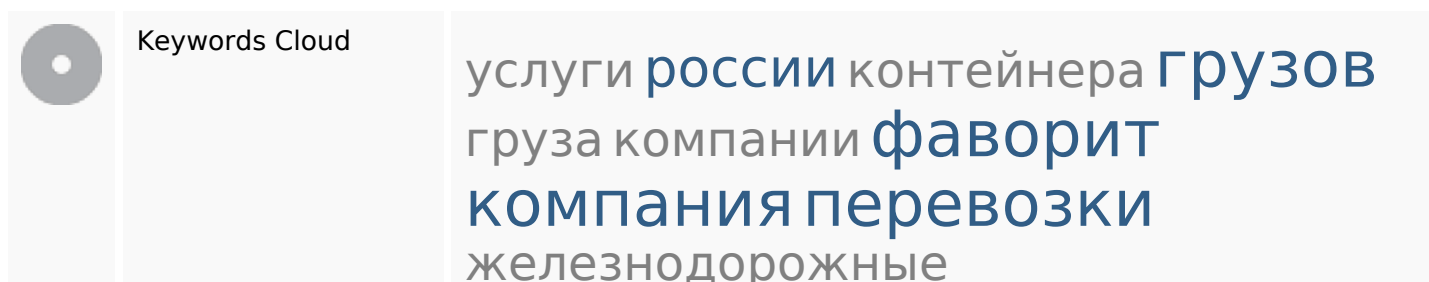 Keywords Cloud
услуги россии контейнера грузов
груза компании фаворит
компания перевозки
железнодорожные